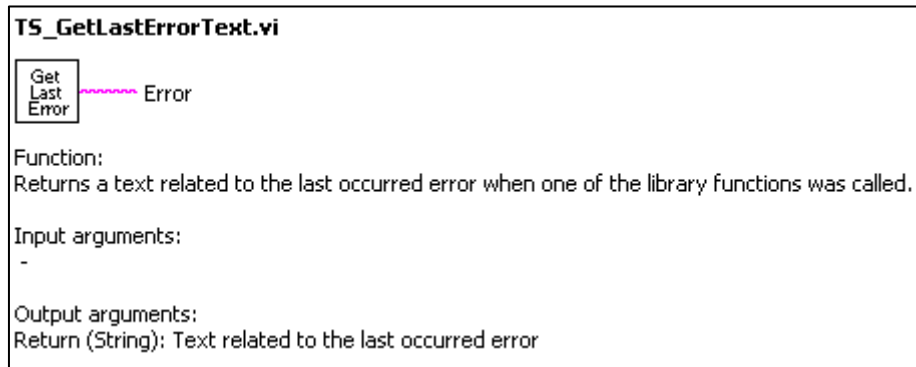 TS_GetLastErrorText.vi
Get
Last
Error
Error
Function:
Returns a text related to the last occurred error when one of the library functions was called.
Input arguments:
-
Output arguments:
Return (String): Text related to the last occurred error